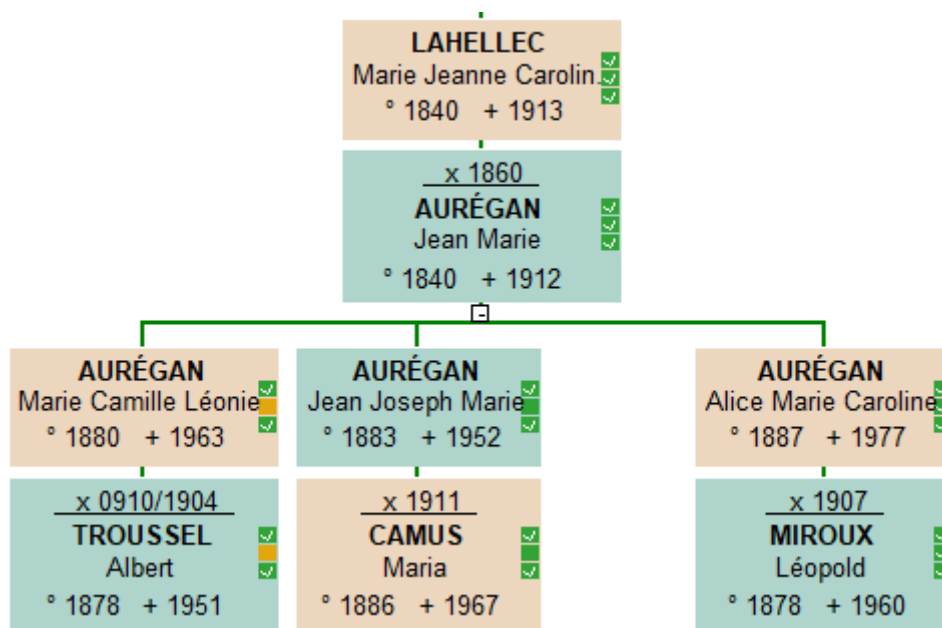 LAHELLEC
Marie Jeanne Carolin.
° 1840 + 1913
x 1860
AURÉGAN
Jean Marie
° 1840 + 1912
-
AURÉGAN
Marie Camille Léonie
° 1880 + 1963
x 0910/1904
TROUSSEL
Albert
° 1878 + 1951
AURÉGAN
Jean Joseph Marie
° 1883 + 1952
x 1911
CAMUS
Maria
° 1886 + 1967
AURÉGAN
Alice Marie Caroline
° 1887 + 1977
x 1907
MIROUX
Léopold
° 1878 + 1960